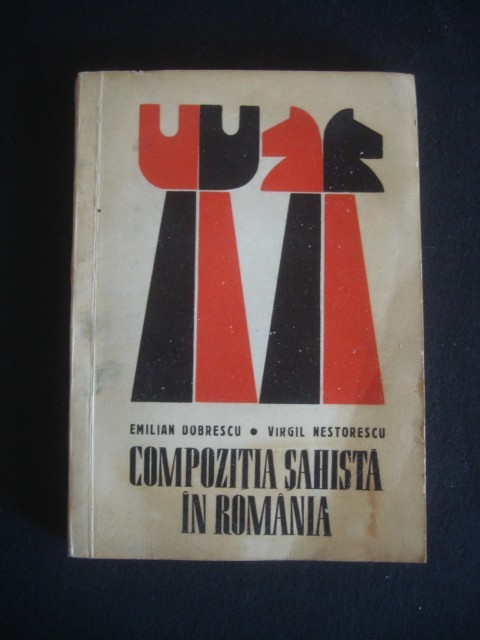 EMILIAN DOBRESCU • VIRGIL NESTORESCU
COMPOZIȚIA ȘAHISTĂ
ÎN ROMÂNIA